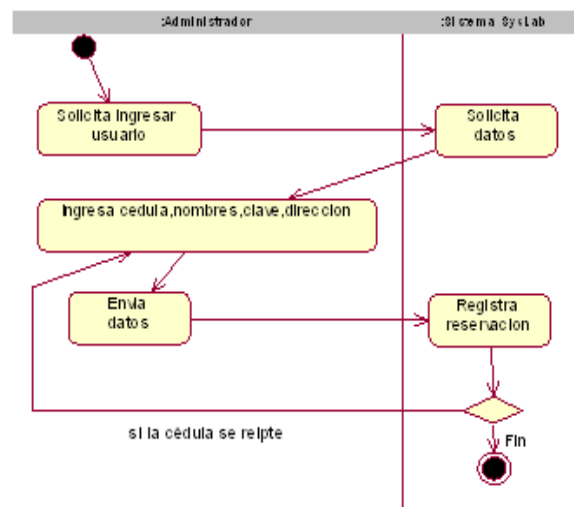 :Administrador
:Sistema SysLab
Solicita Ingresar
usuario
Solicita
datos
Ingresa cedula,nombres,clave,direccion
Envia
datos
Registra
reservacion
si la cédula se reipte
Fin